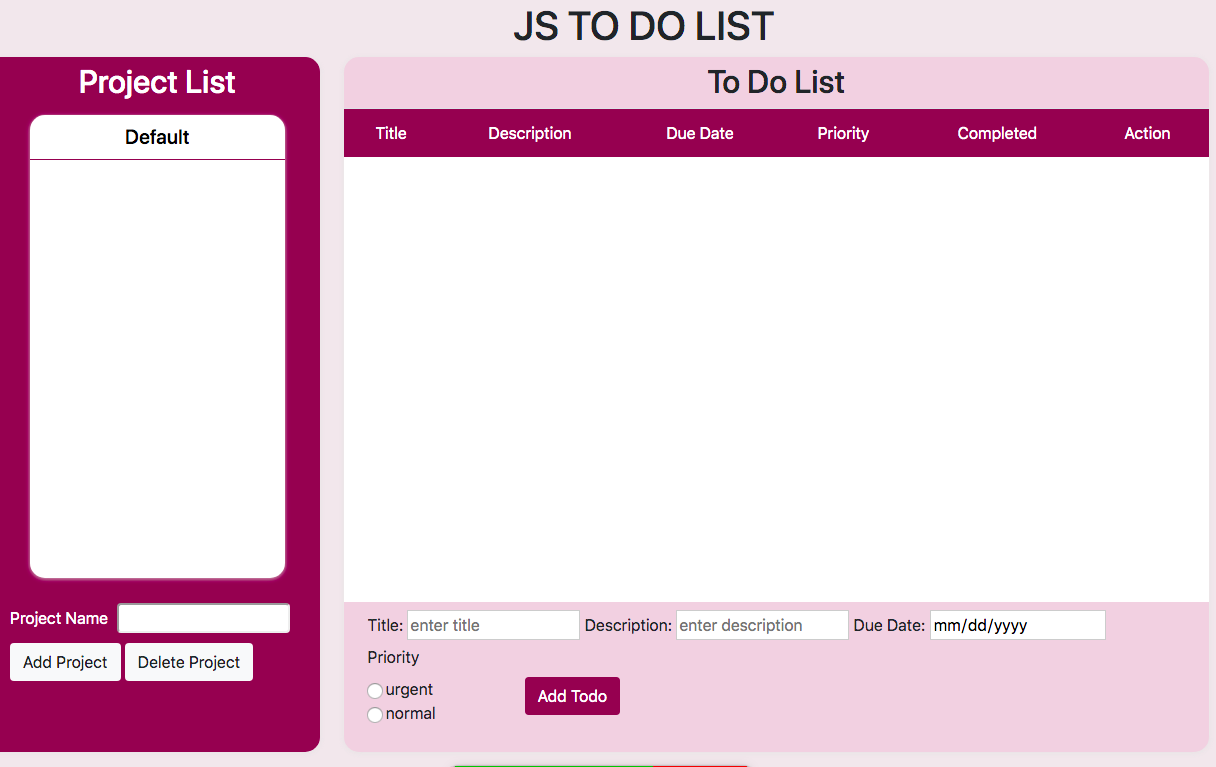 JS TO DO LIST
Project List
Default
Project Name
Add Project Delete Project
To Do List
Title Description Due Date Priority Completed Action
Title: enter title Description: enter description Due Date: mm/dd/yyyy
Priority
urgent
normal
Add Todo